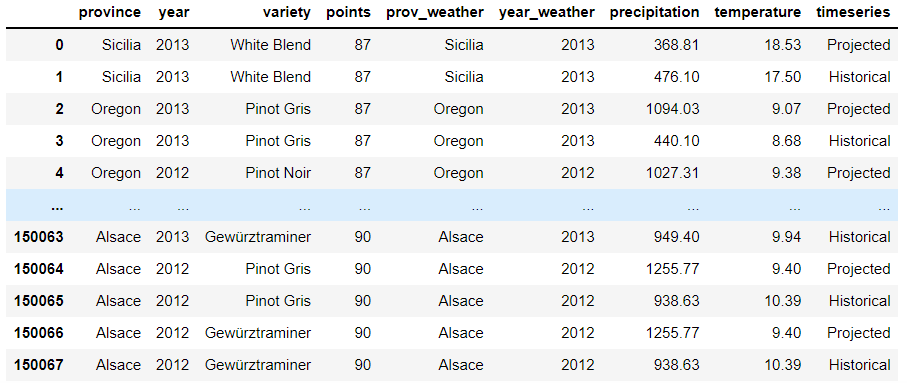 province year variety points prov_weather year_weather precipitation temperature timeseries
0 Sicilia 2013 White Blend 87 Sicilia 2013 368.81 18.53 Projected
1 Sicilia 2013 White Blend 87 Sicilia 2013 476.10 17.50 Historical
2 Oregon 2013 Pinot Gris 87 Oregon 2013 1094.03 9.07 Projected
3 Oregon 2013 Pinot Gris 87 Oregon 2013 440.10 8.68 Historical
4 Oregon 2012 Pinot Noir 87 Oregon 2012 1027.31 9.38 Projected
... ... ... ... ... ... ... ... ... ...
150063 Alsace 2013 Gewürztraminer 90 Alsace 2013 949.40 9.94 Historical
150064 Alsace 2012 Pinot Gris 90 Alsace 2012 1255.77 9.40 Projected
150065 Alsace 2012 Pinot Gris 90 Alsace 2012 938.63 10.39 Historical
150066 Alsace 2012 Gewürztraminer 90 Alsace 2012 1255.77 9.40 Projected
150067 Alsace 2012 Gewürztraminer 90 Alsace 2012 938.63 10.39 Historical